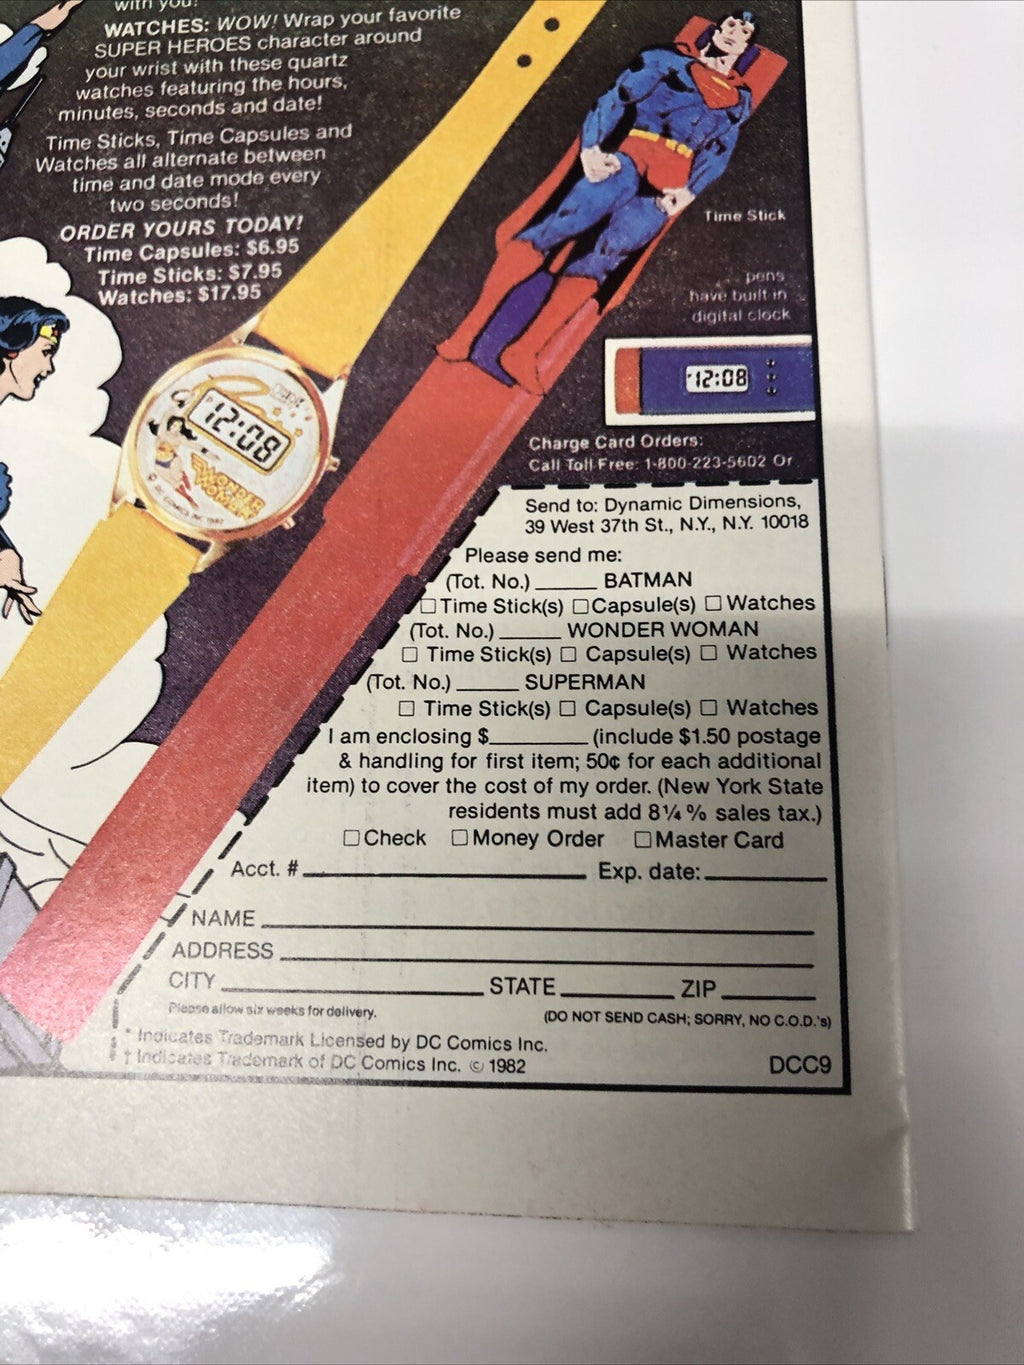 with you!
WATCHES: WOW! Wrap your favorite
SUPER HEROES character around
your wrist with these quartz
watches featuring the hours,
minutes, seconds and date!
Time Sticks, Time Capsules and
Watches all alternate between
time and date mode every
two seconds!
ORDER YOURS TODAY!
Time Capsules: $6.95
Time Sticks: $7.95
Watches: $17.95
Time Stick
pens
have built in
digital clock
12:08
12:08
WONDER
WOMAN
Charge Card Orders:
Call Toll Free: 1-800-223-5602 Or
Send to: Dynamic Dimensions,
39 West 37th St., N.Y., N.Y. 10018
Please send me:
(Tot. No.) ______ BATMAN
☐ Time Stick(s) ☐ Capsule(s) ☐ Watches
(Tot. No.) ______ WONDER WOMAN
☐ Time Stick(s) ☐ Capsule(s) ☐ Watches
(Tot. No.) ______ SUPERMAN
☐ Time Stick(s) ☐ Capsule(s) ☐ Watches
I am enclosing $________ (include $1.50 postage
& handling for first item; 50¢ for each additional
item) to cover the cost of my order. (New York State
residents must add 8¼% sales tax.)
☐ Check ☐ Money Order ☐ Master Card
Acct. # ________ Exp. date: ________
NAME ________
ADDRESS ________
CITY ________ STATE ________ ZIP ________
Please allow six weeks for delivery.
(DO NOT SEND CASH; SORRY, NO C.O.D.'s)
* Indicates Trademark Licensed by DC Comics Inc.
† Indicates Trademark of DC Comics Inc. © 1982
DCC9